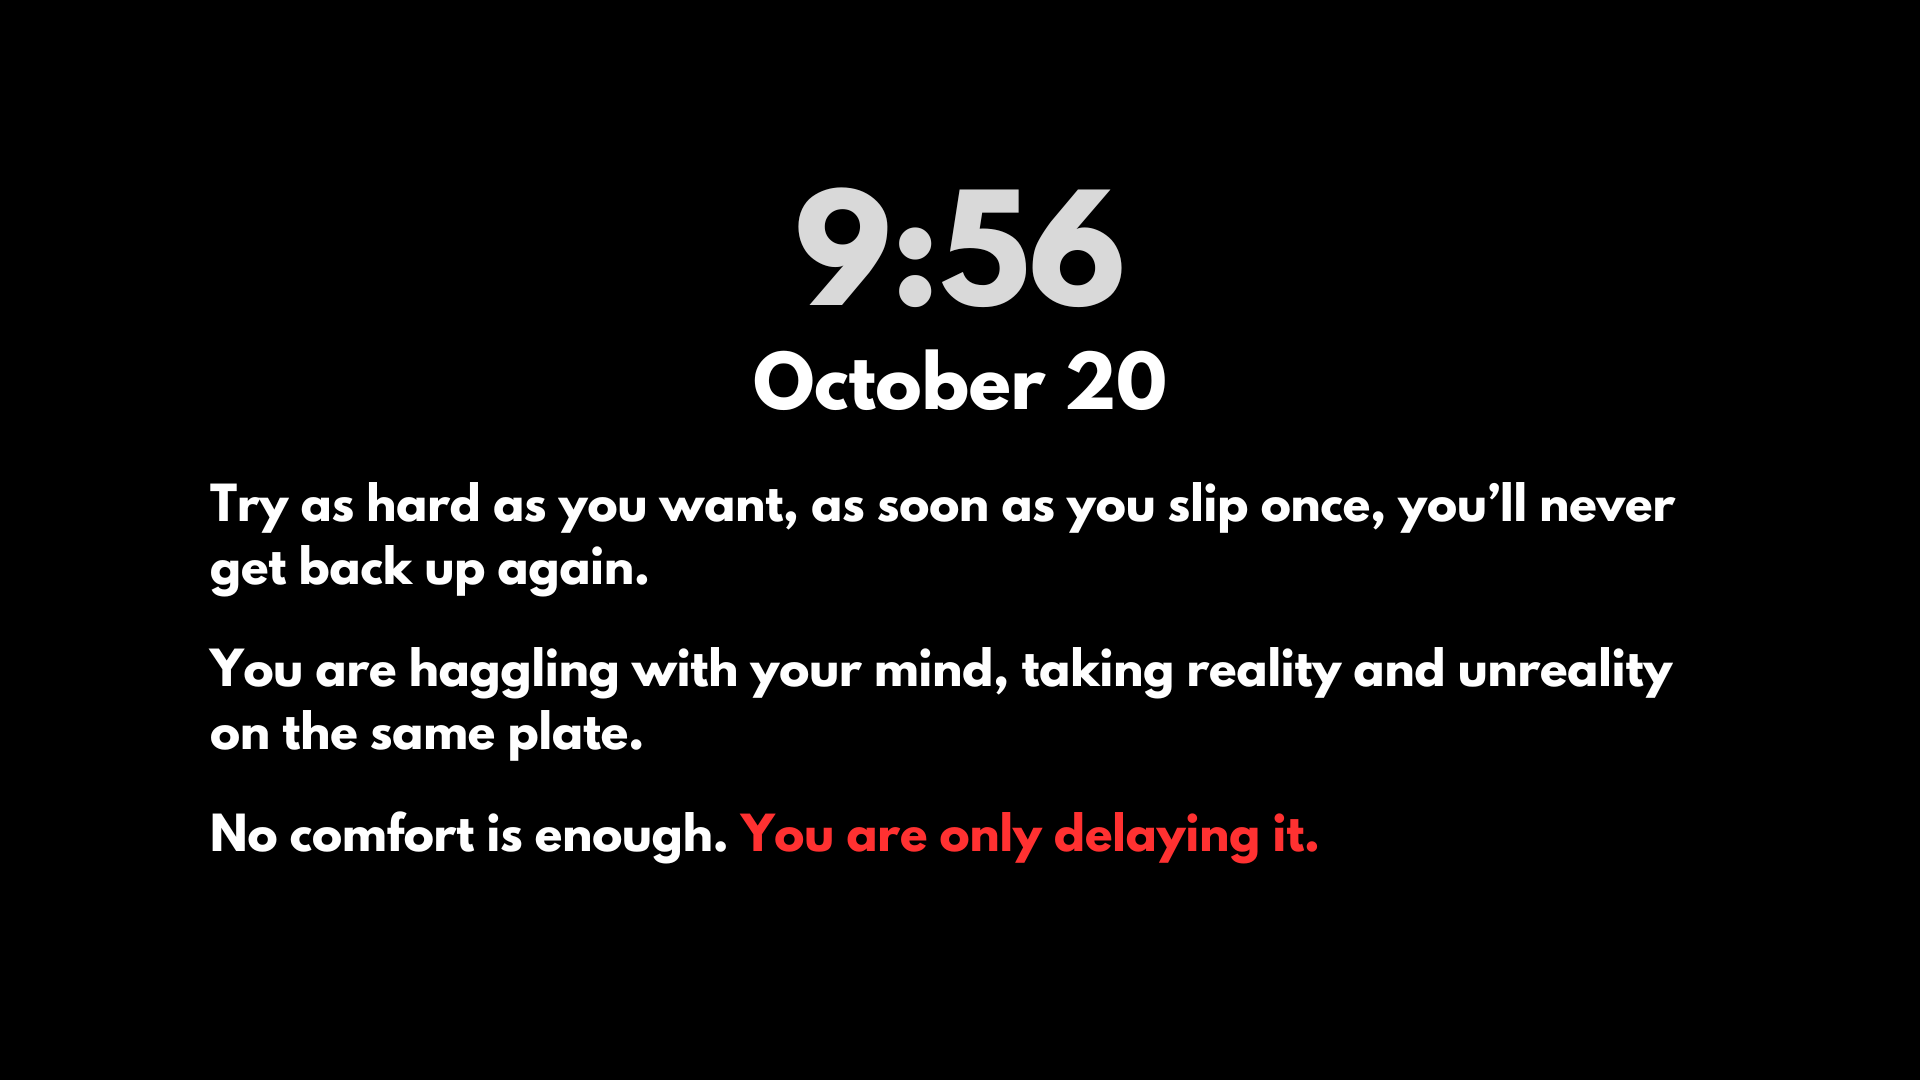 9:56
October 20
Try as hard as you want, as soon as you slip once, you’ll never
get back up again.
You are haggling with your mind, taking reality and unreality
on the same plate.
No comfort is enough. You are only delaying it.